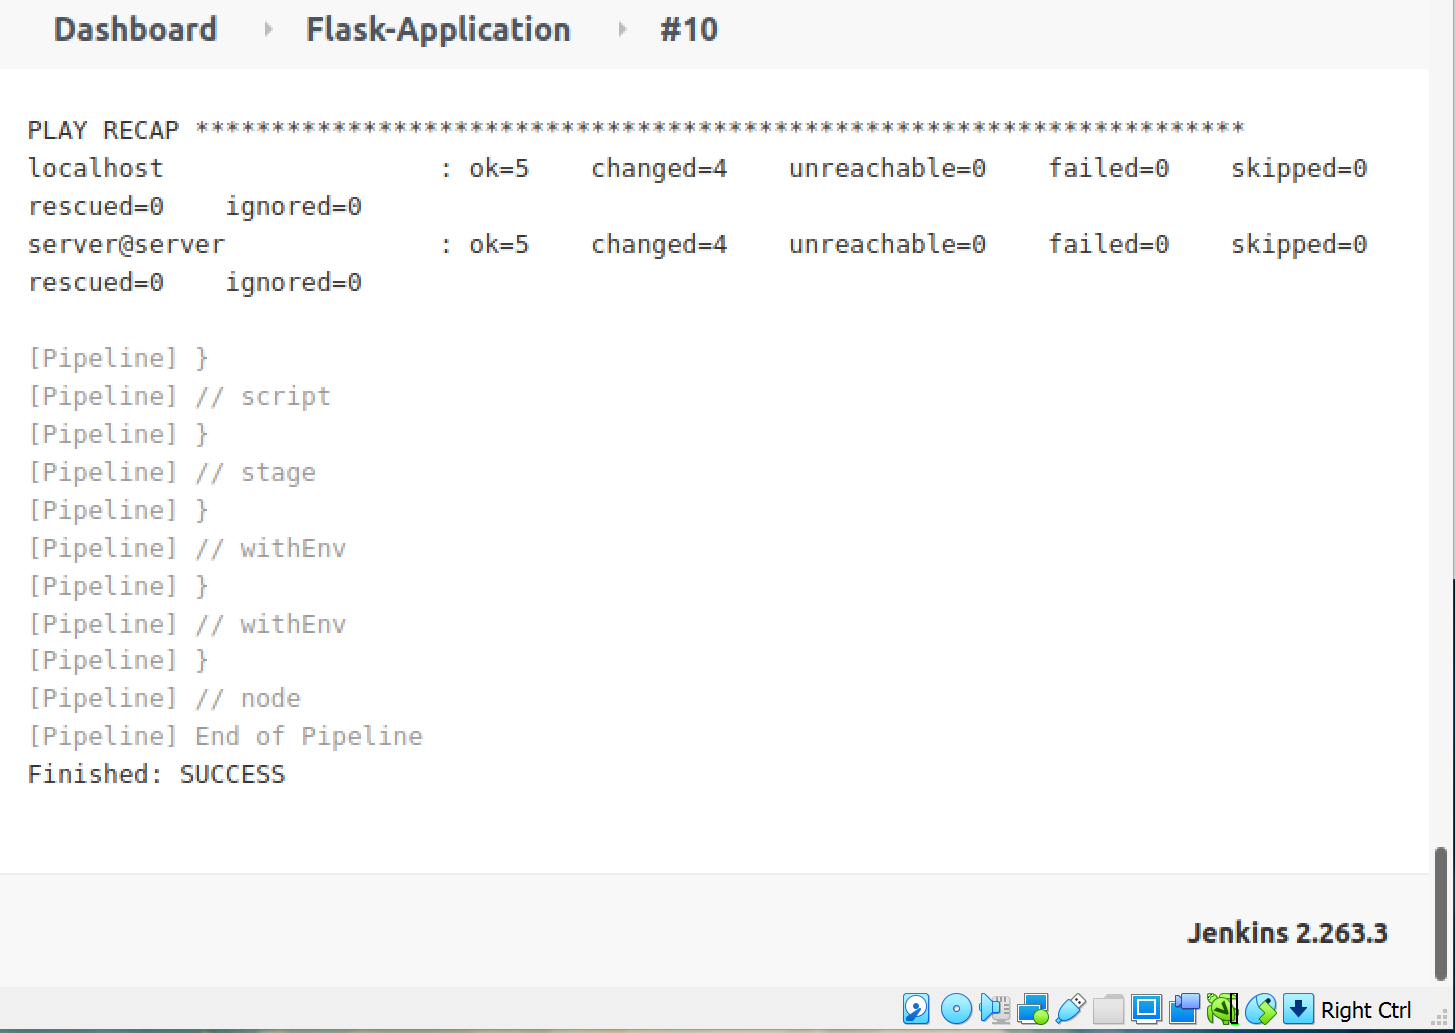 Dashboard Flask-Application #10
PLAY RECAP *********************************************************************
localhost : ok=5 changed=4 unreachable=0 failed=0 skipped=0
rescued=0 ignored=0
server@server : ok=5 changed=4 unreachable=0 failed=0 skipped=0
rescued=0 ignored=0
[Pipeline] }
[Pipeline] // script
[Pipeline] }
[Pipeline] // stage
[Pipeline] }
[Pipeline] // withEnv
[Pipeline] }
[Pipeline] // withEnv
[Pipeline] }
[Pipeline] // node
[Pipeline] End of Pipeline
Finished: SUCCESS
Jenkins 2.263.3
Right Ctrl